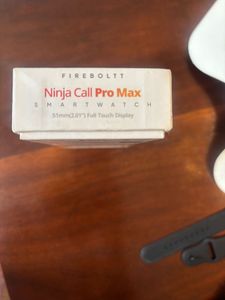 FIREBOLTT
Ninja Call Pro Max
SMARTWATCH
51mm(2.01") Full Touch Display